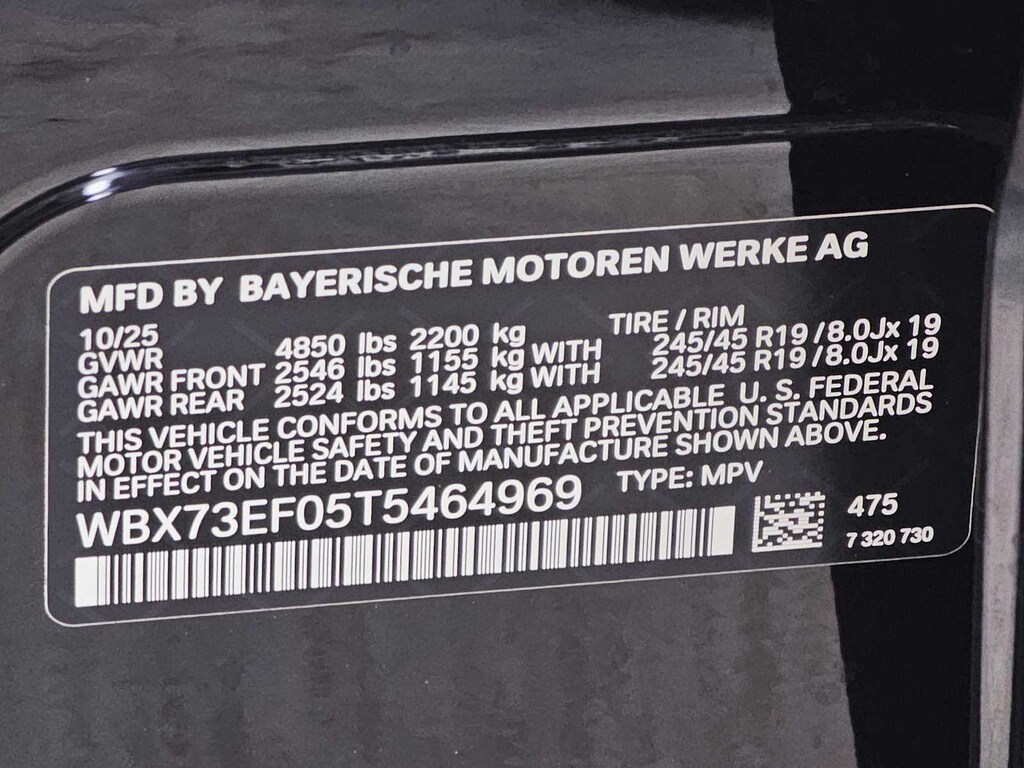 MFD BY BAYERISCHE MOTOREN WERKE AG
10/25 TIRE / RIM
GVWR 4850 lbs 2200 kg
GAWR FRONT 2546 lbs 1155 kg WITH 245/45 R19 /8.0Jx 19
GAWR REAR 2524 lbs 1145 kg WITH 245/45 R19 /8.0Jx 19
THIS VEHICLE CONFORMS TO ALL APPLICABLE U. S. FEDERAL
MOTOR VEHICLE SAFETY AND THEFT PREVENTION STANDARDS
IN EFFECT ON THE DATE OF MANUFACTURE SHOWN ABOVE.
WBX73EF05T5464969 TYPE: MPV
475
7 320 730